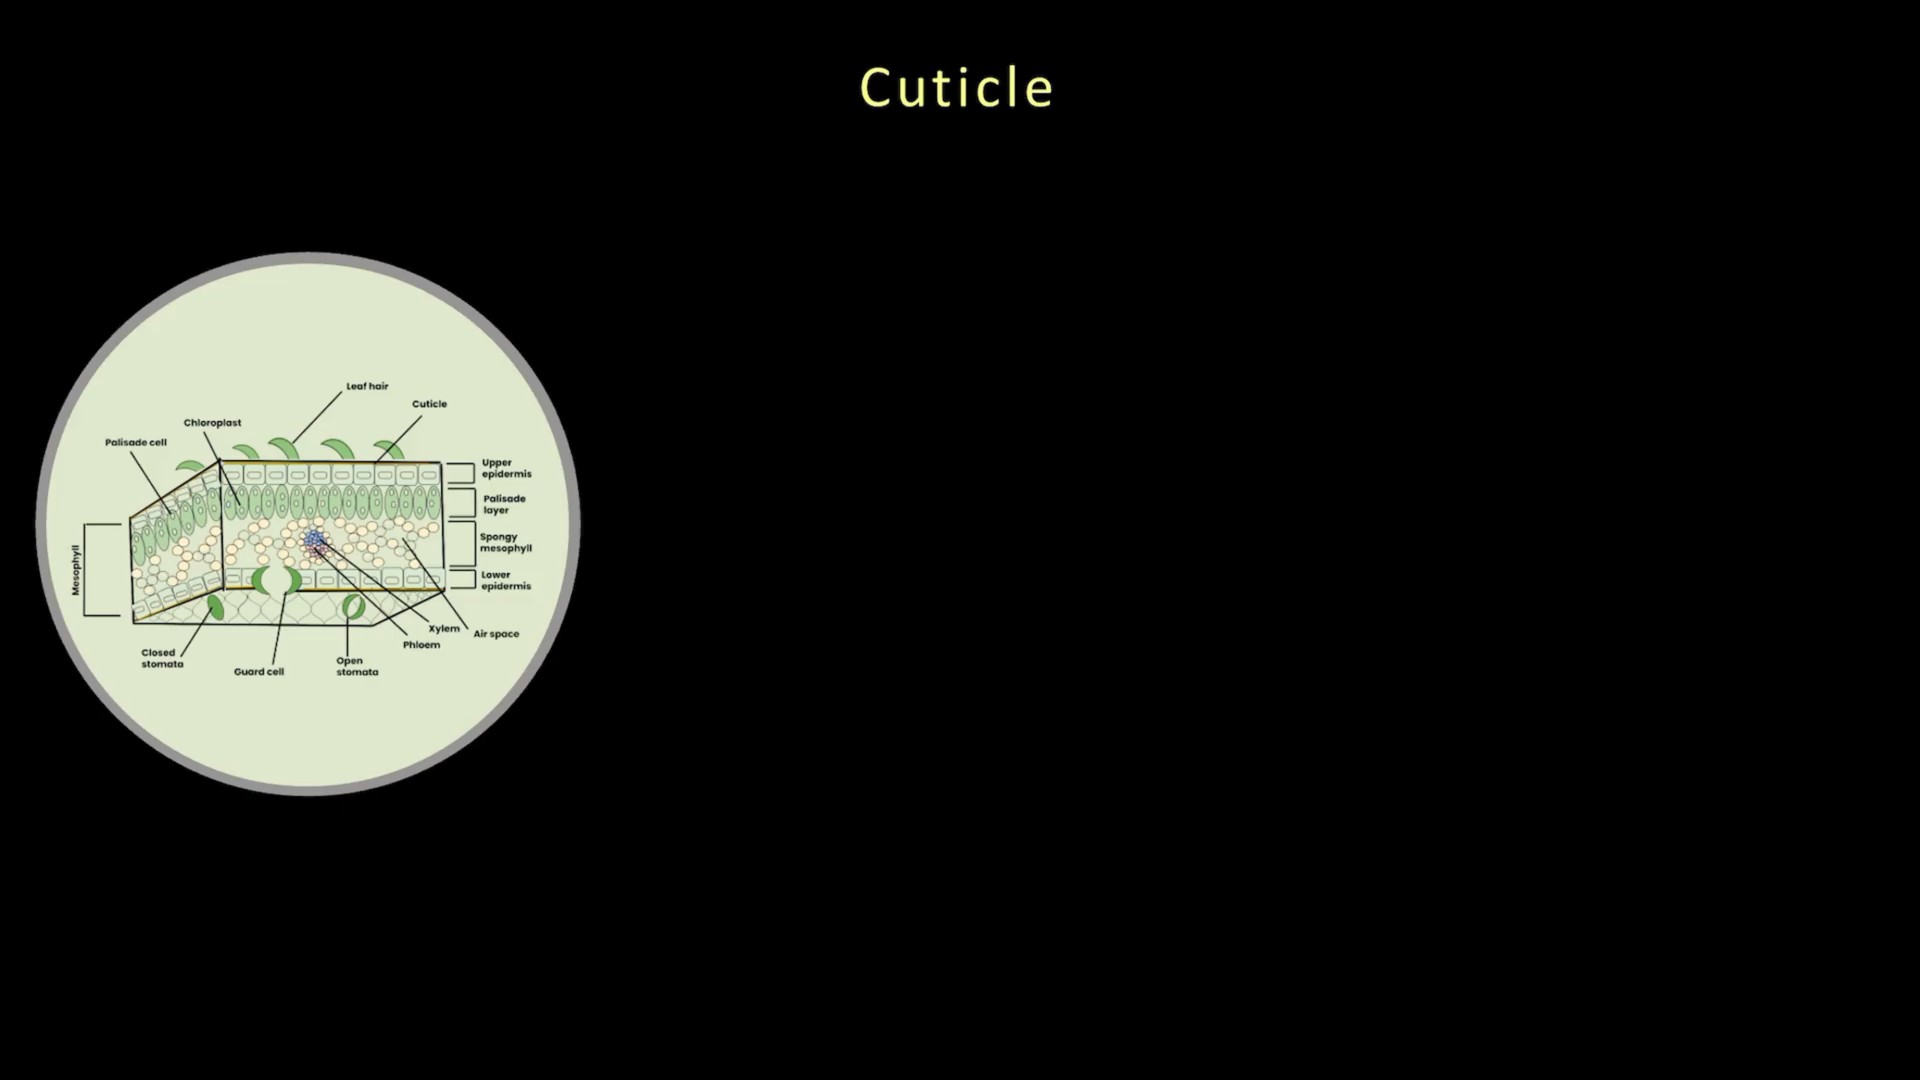 Cuticle
Leaf hair
Cuticle
Chloroplast
Palisade cell
Upper
epidermis
Palisade
layer
Spongy
mesophyll
Mesophyll
Lower
epidermis
Xylem
Air space
Phloem
Closed
stomata
Guard cell
Open
stomata